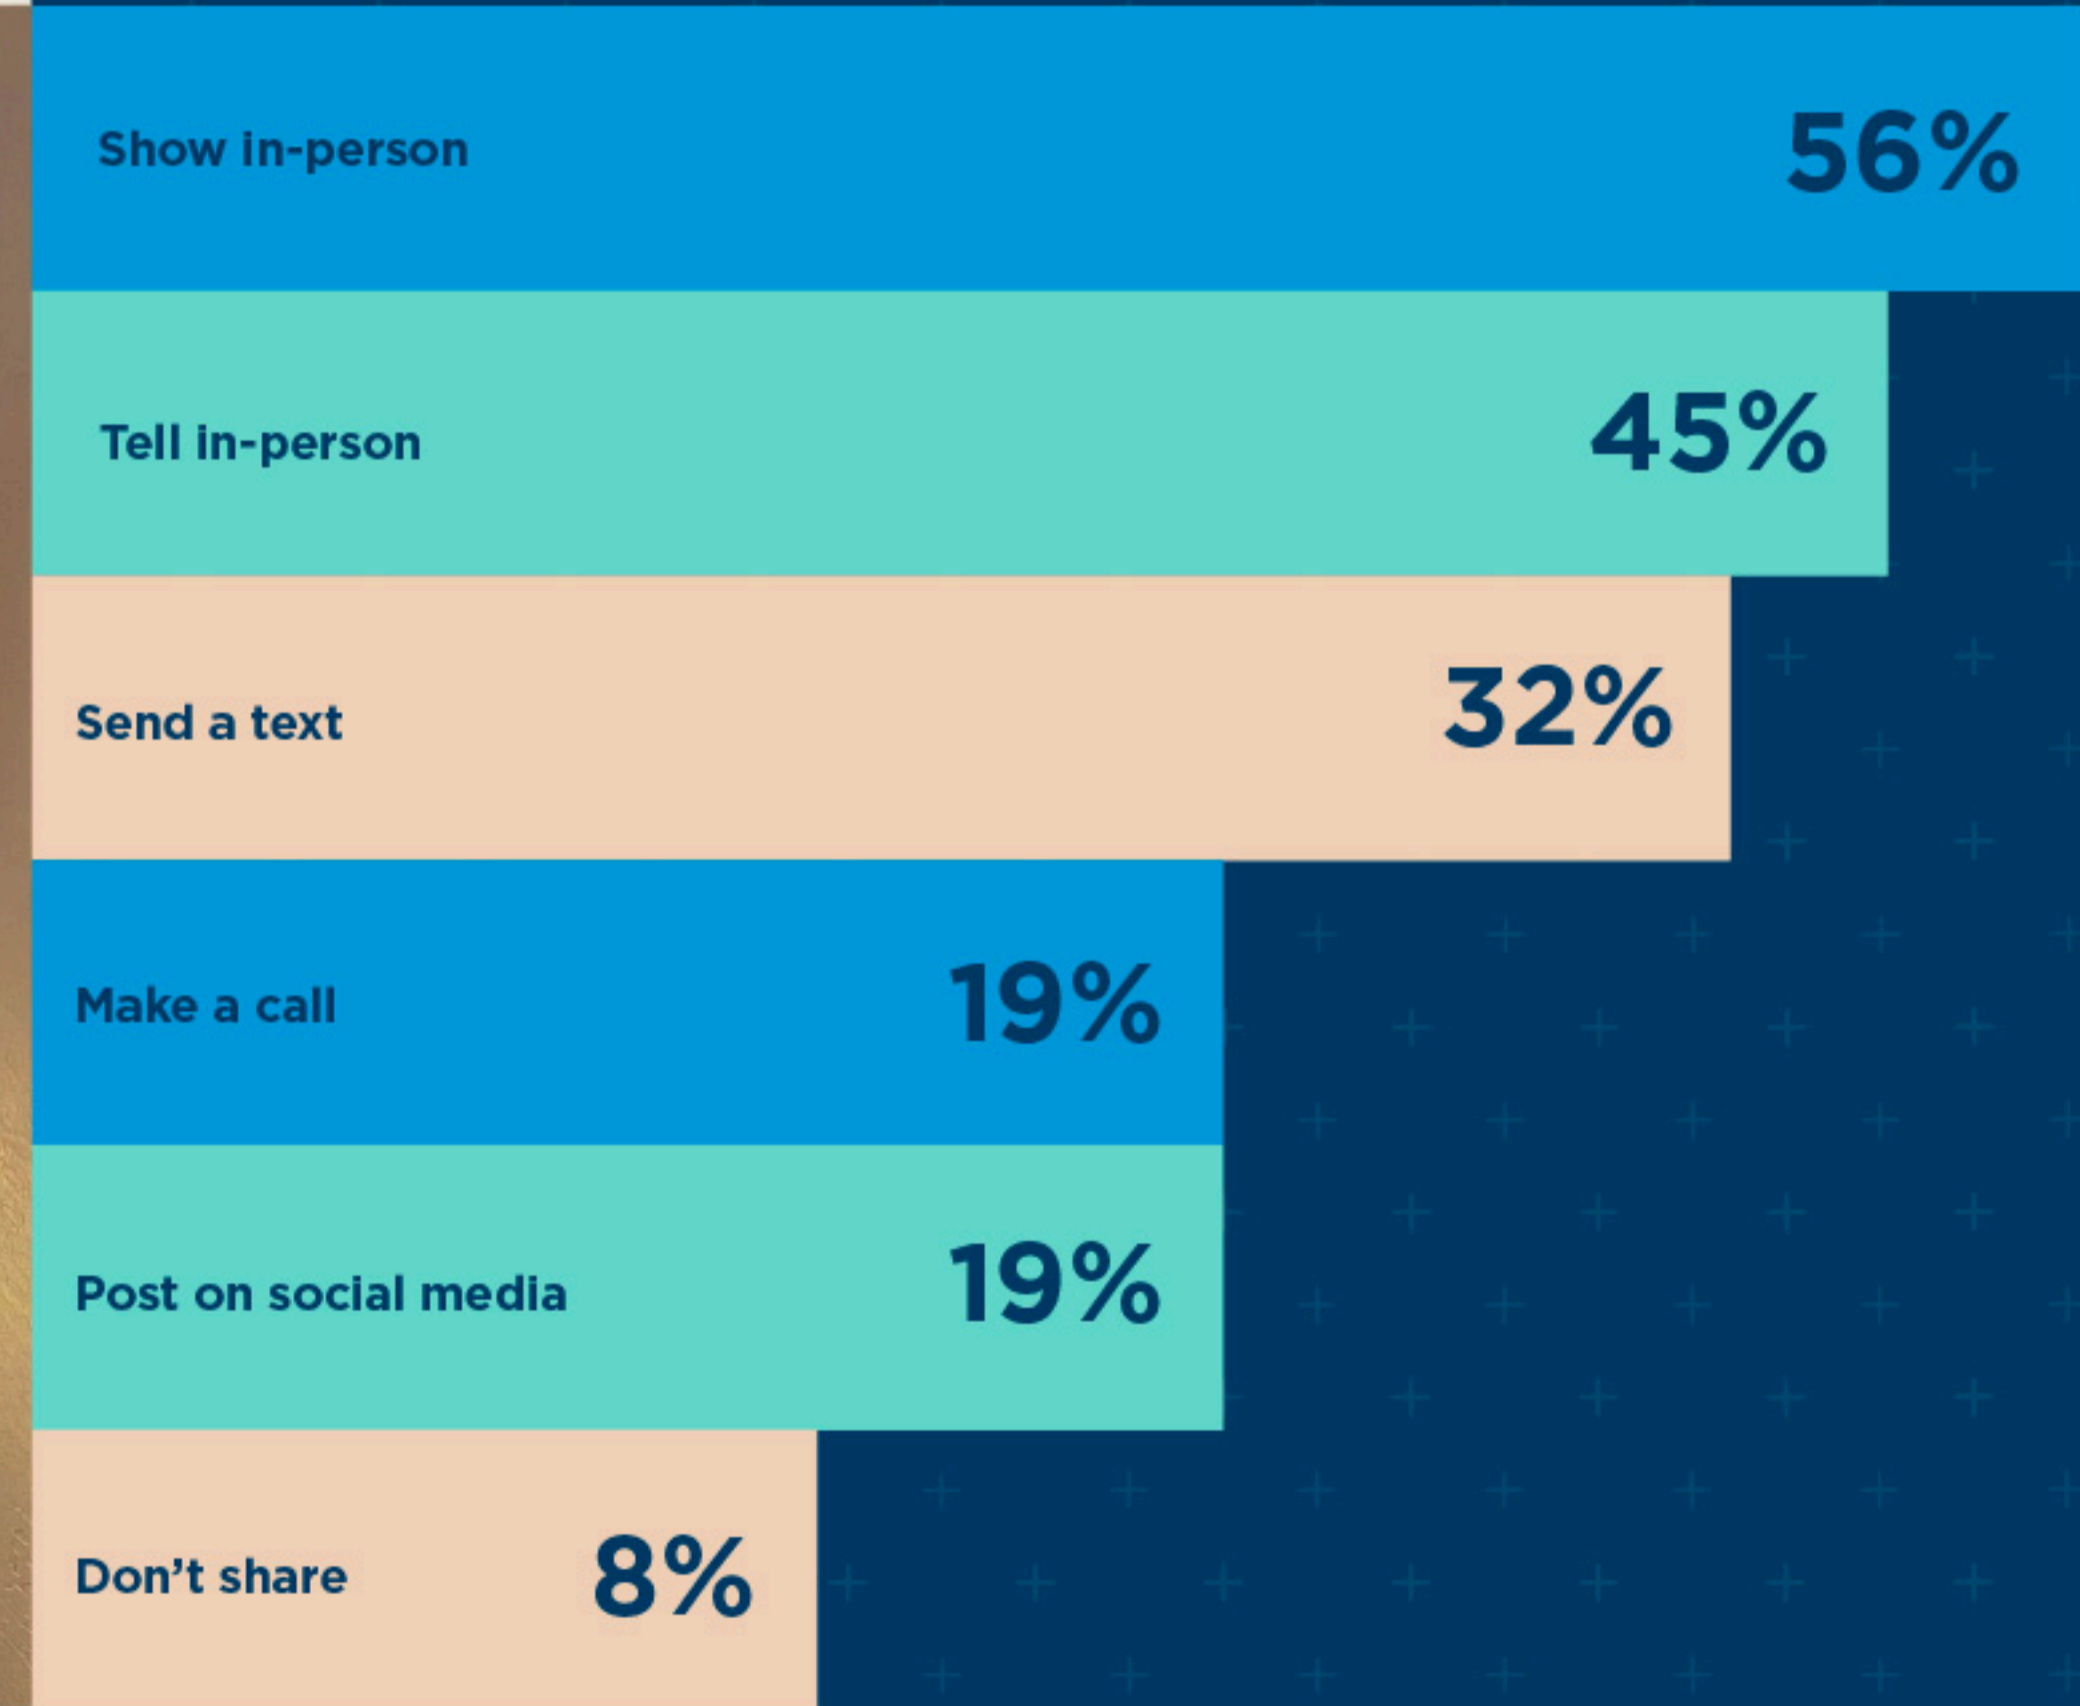 Show in-person 56%
Tell in-person 45%
Send a text 32%
Make a call 19%
Post on social media 19%
Don’t share 8%